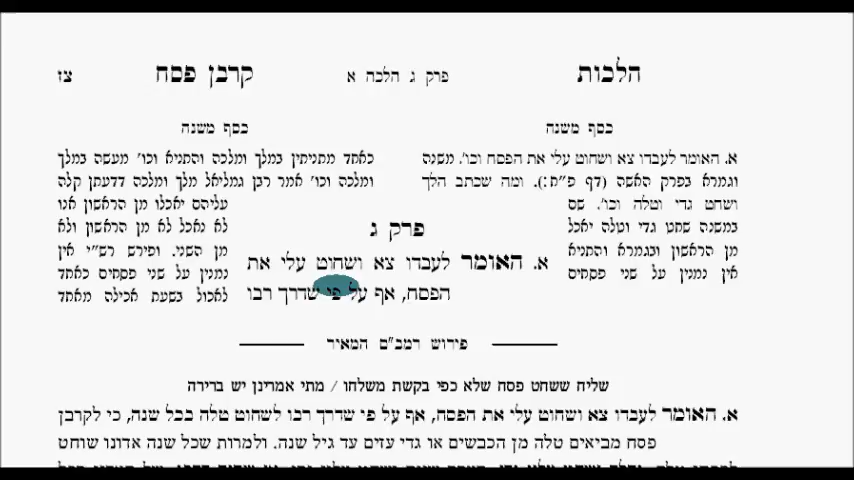 הלכות פרק ג הלכה א קרבן פסח צז
כסף משנה
א. האומר לעבדו צא ושחוט עלי את הפסח וכו'. משנה
וגמרא בפרק האשה (דף פ״ח:). ומה שכתב הלך
ושחט גדי וטלה וכו'. שם
במשנה שחט גדי וטלה יאכל
מן הראשון ובגמרא והתניא
אין נמנין על שני פסחים
כסף משנה
כאחד מתניתין במלך ומלכה והתניא וכו' מעשה במלך
ומלכה וכו' אמר רבן גמליאל מלך ומלכה דדעתן קלה
עליהם יאכלו מן הראשון אנו
לא נאכל לא מן הראשון ולא
מן השני. ופירש רש״י אין
נמנין על שני פסחים כאחד
לאכול בשעת אכילה מאחד
פרק ג
א. האומר לעבדו צא ושחוט עלי את
הפסח, אף על פי שדרך רבו
פירוש רמב״ם המאיר
שליח ששחט פסח שלא כפי בקשת משלחו / מתי אמרינן יש ברירה
א. האומר לעבדו צא ושחוט עלי את הפסח, אף על פי שדרך רבו לשחוט טלה בכל שנה, כי לקרבן
פסח מביאים טלה מן הכבשים או גדי עזים עד גיל שנה. ולמרות שכל שנה אדונו שוחט